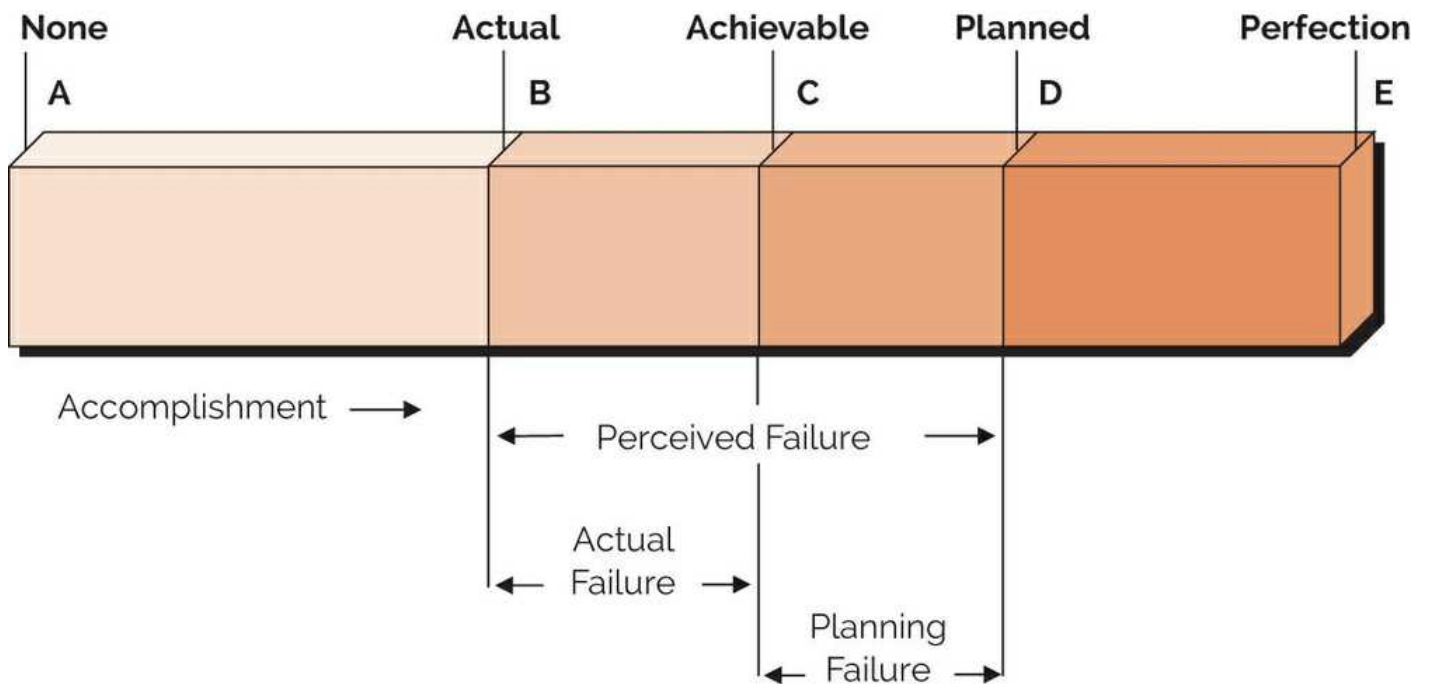 None Actual Achievable Planned Perfection
A B C D E
Accomplishment
Perceived Failure
Actual
Failure
Planning
Failure